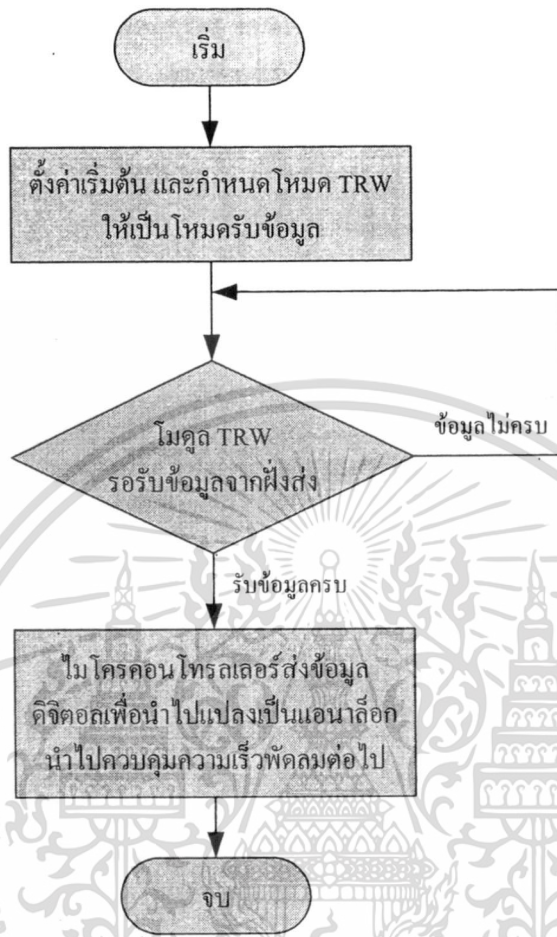 เริ่ม
ตั้งค่าเริ่มต้น และกำหนดโหมด TRW
ให้เป็นโหมดรับข้อมูล
โมดูล TRW
รอรับข้อมูลจากฝั่งส่ง
ข้อมูลไม่ครบ
รับข้อมูลครบ
ไมโครคอนโทรลเลอร์ส่งข้อมูล
ดิจิตอลเพื่อนำไปแปลงเป็นแอนาล็อก
นำไปควบคุมความเร็วพัดลมต่อไป
จบ